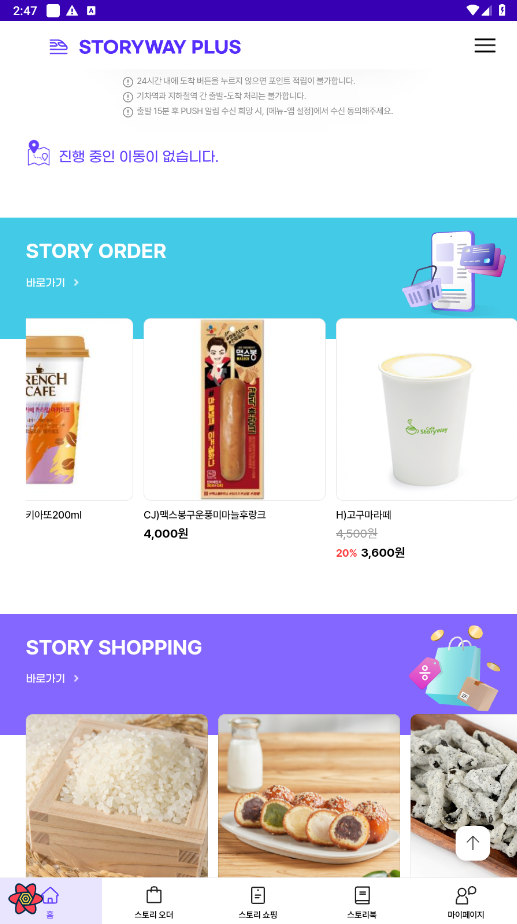 2:47
STORYWAY PLUS
24시간 내에 도착 버튼을 누르지 않으면 포인트 적립이 불가합니다.
기차역과 지하철역 간 출발-도착 처리는 불가합니다.
출발 15분 후 PUSH 알림 수신 희망 시, [메뉴-앱 설정]에서 수신 동의해주세요.
진행 중인 이동이 없습니다.
STORY ORDER
바로가기
RENCH
CAFE
맥스봉
Storyway
키아또200ml
CJ)맥스봉구운풍미마늘후랑크
H)고구마라떼
4,000원
4,500원
20% 3,600원
STORY SHOPPING
바로가기
홈
스토리 오더
스토리 쇼핑
스토리북
마이페이지